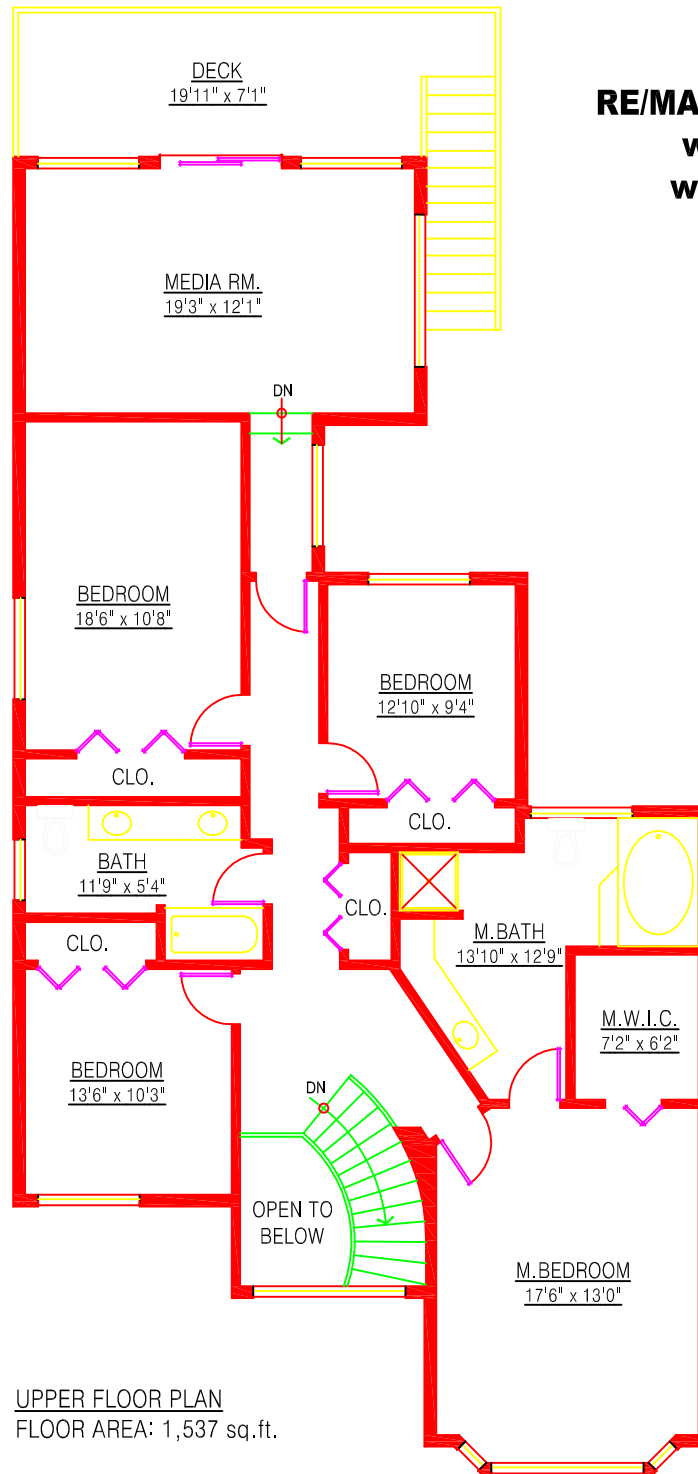 DECK
19'11" x 7'1"
RE/MA
w
w
MEDIA RM.
19'3" x 12'1"
DN
BEDROOM
18'6" x 10'8"
BEDROOM
12'10" x 9'4"
CLO.
CLO.
BATH
11'9" x 5'4"
CLO.
CLO.
M.BATH
13'10" x 12'9"
M.W.I.C.
7'2" x 6'2"
BEDROOM
13'6" x 10'3"
DN
OPEN TO
BELOW
M.BEDROOM
17'6" x 13'0"
UPPER FLOOR PLAN
FLOOR AREA: 1,537 sq.ft.